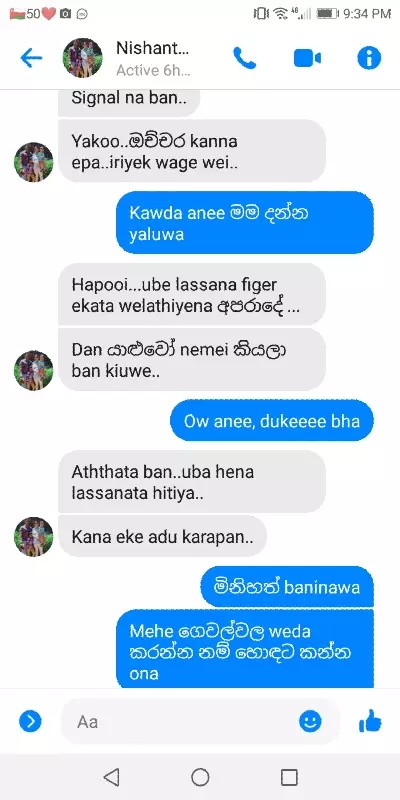 50
4G
9:34 PM
Nishant...
Active 6h...
Signal na ban..
Yakoo..ඔච්චර kanna
epa..iriyek wage wei..
Kawda anee මම දන්න
yaluwa
Hapooi...ube lassana figer
ekata welathiyena අපරාදේ ...
Dan යාළුවෝ nemei කියලා
ban kiuwe..
Ow anee, dukeeee bha
Aththata ban..uba hena
lassanata hitiya..
Kana eke adu karapan..
මිනිහත් baninawa
Mehe ගෙවල්වල weda
කරන්න නම් හොඳට කන්න
ona
Aa